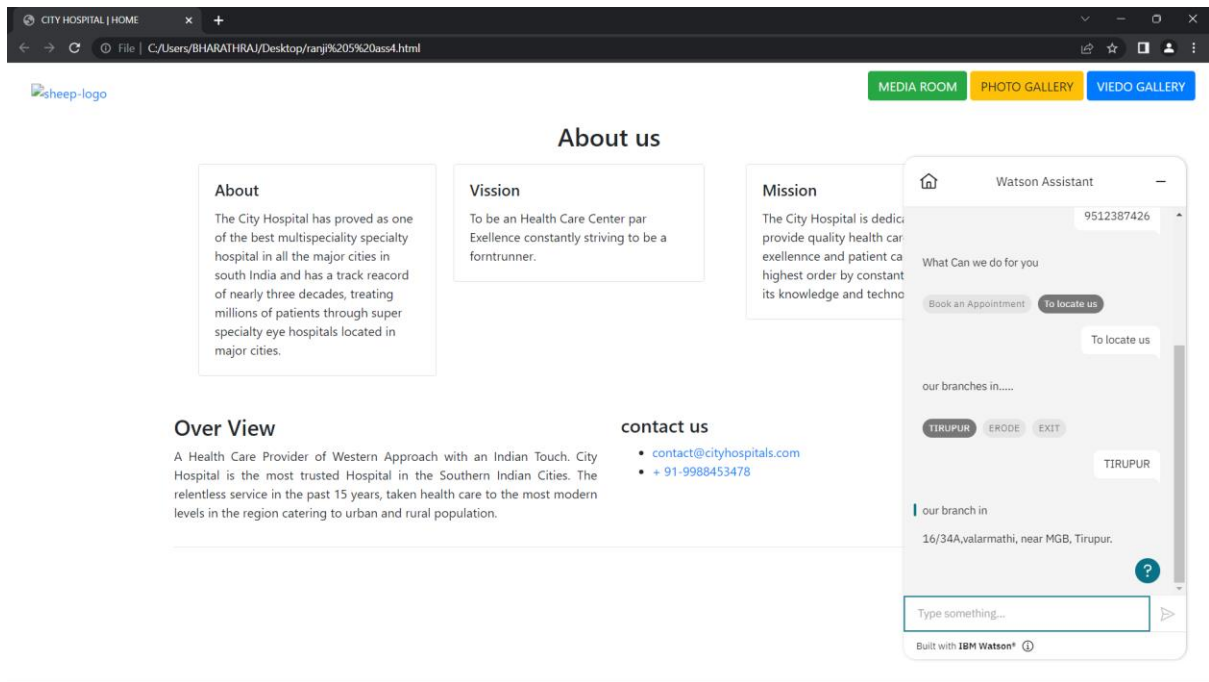 CITY HOSPITAL | HOME
File | C:/Users/BHARATHRAJ/Desktop/ranji%205%20ass4.html
sheep-logo
MEDIA ROOM
PHOTO GALLERY
VIEDO GALLERY
About us
About
The City Hospital has proved as one
of the best multispeciality specialty
hospital in all the major cities in
south India and has a track reacord
of nearly three decades, treating
millions of patients through super
specialty eye hospitals located in
major cities.
Vission
To be an Health Care Center par
Exellence constantly striving to be a
forntrunner.
Mission
The City Hospital is dedica
provide quality health car
exellennce and patient ca
highest order by constant
its knowledge and techno
Over View
A Health Care Provider of Western Approach with an Indian Touch. City
Hospital is the most trusted Hospital in the Southern Indian Cities. The
relentless service in the past 15 years, taken health care to the most modern
levels in the region catering to urban and rural population.
contact us
• contact@cityhospitals.com
• + 91-9988453478
Watson Assistant
9512387426
What Can we do for you
Book an Appointment
To locate us
To locate us
our branches in.....
TIRUPUR
ERODE
EXIT
TIRUPUR
our branch in
16/34A,valarmathi, near MGB, Tirupur.
?
Type something...
Built with IBM Watson®